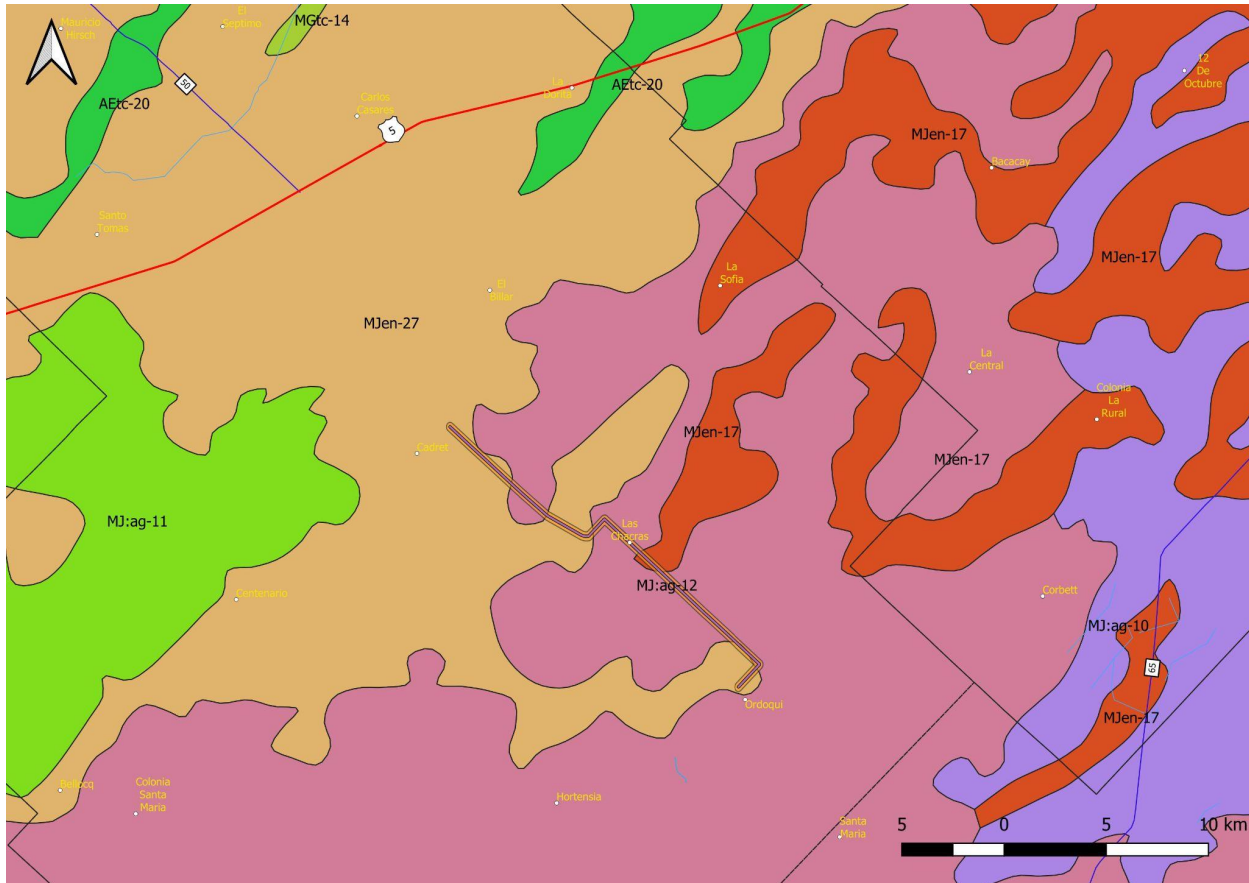 Mauricio
Hirsch
El
Septimo
MGtc-14
12
De
Octubre
50
AEtc-20
La
AEtc-20
Carlos
Casares
5
MJen-17
Bacacay
Santo
Tomas
MJen-17
La
Sofia
El
Billar
MJen-27
La
Central
Colonia
La
Rural
MJen-17
Cadret
MJen-17
MJ:ag-11
Las
Chacras
MJ:ag-12
Centenario
Corbett
MJ:ag-10
65
Ordoqui
MJen-17
Bellocq
Colonia
Santa
Maria
Hortensia
Santa
Maria
5 0 5 10 km